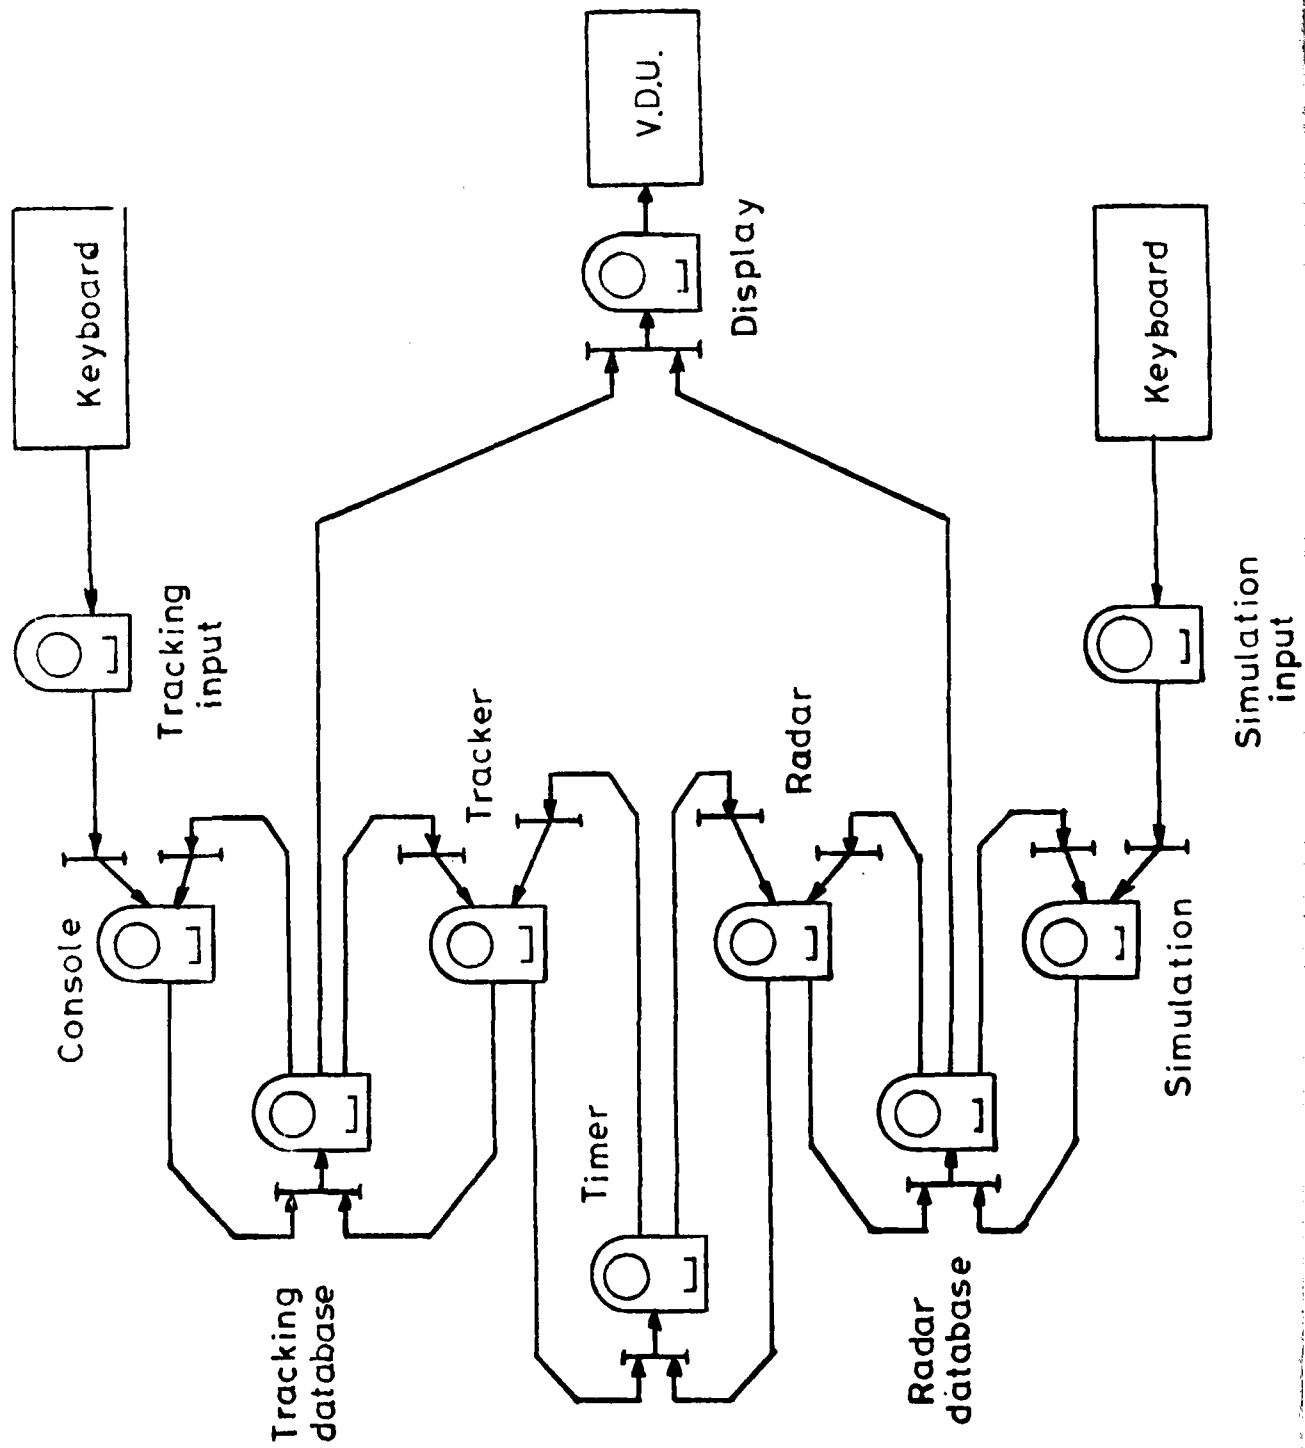 Keyboard
V.D.U.
Keyboard
Display
Tracking
input
Simulation
input
Tracker
Radar
Console
Simulation
Timer
Tracking
database
Radar
database